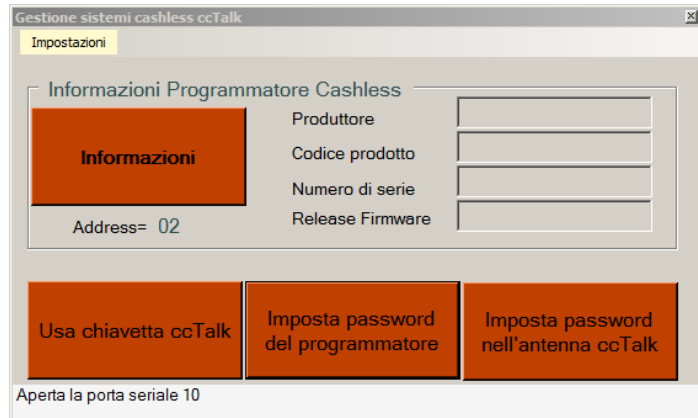 Gestione sistemi cashless ccTalk
Impostazioni
Informazioni Programmatore Cashless
Informazioni
Address= 02
Produttore
Codice prodotto
Numero di serie
Release Firmware
Usa chiavetta ccTalk
Imposta password
del programmatore
Imposta password
nell'antenna ccTalk
Aperta la porta seriale 10